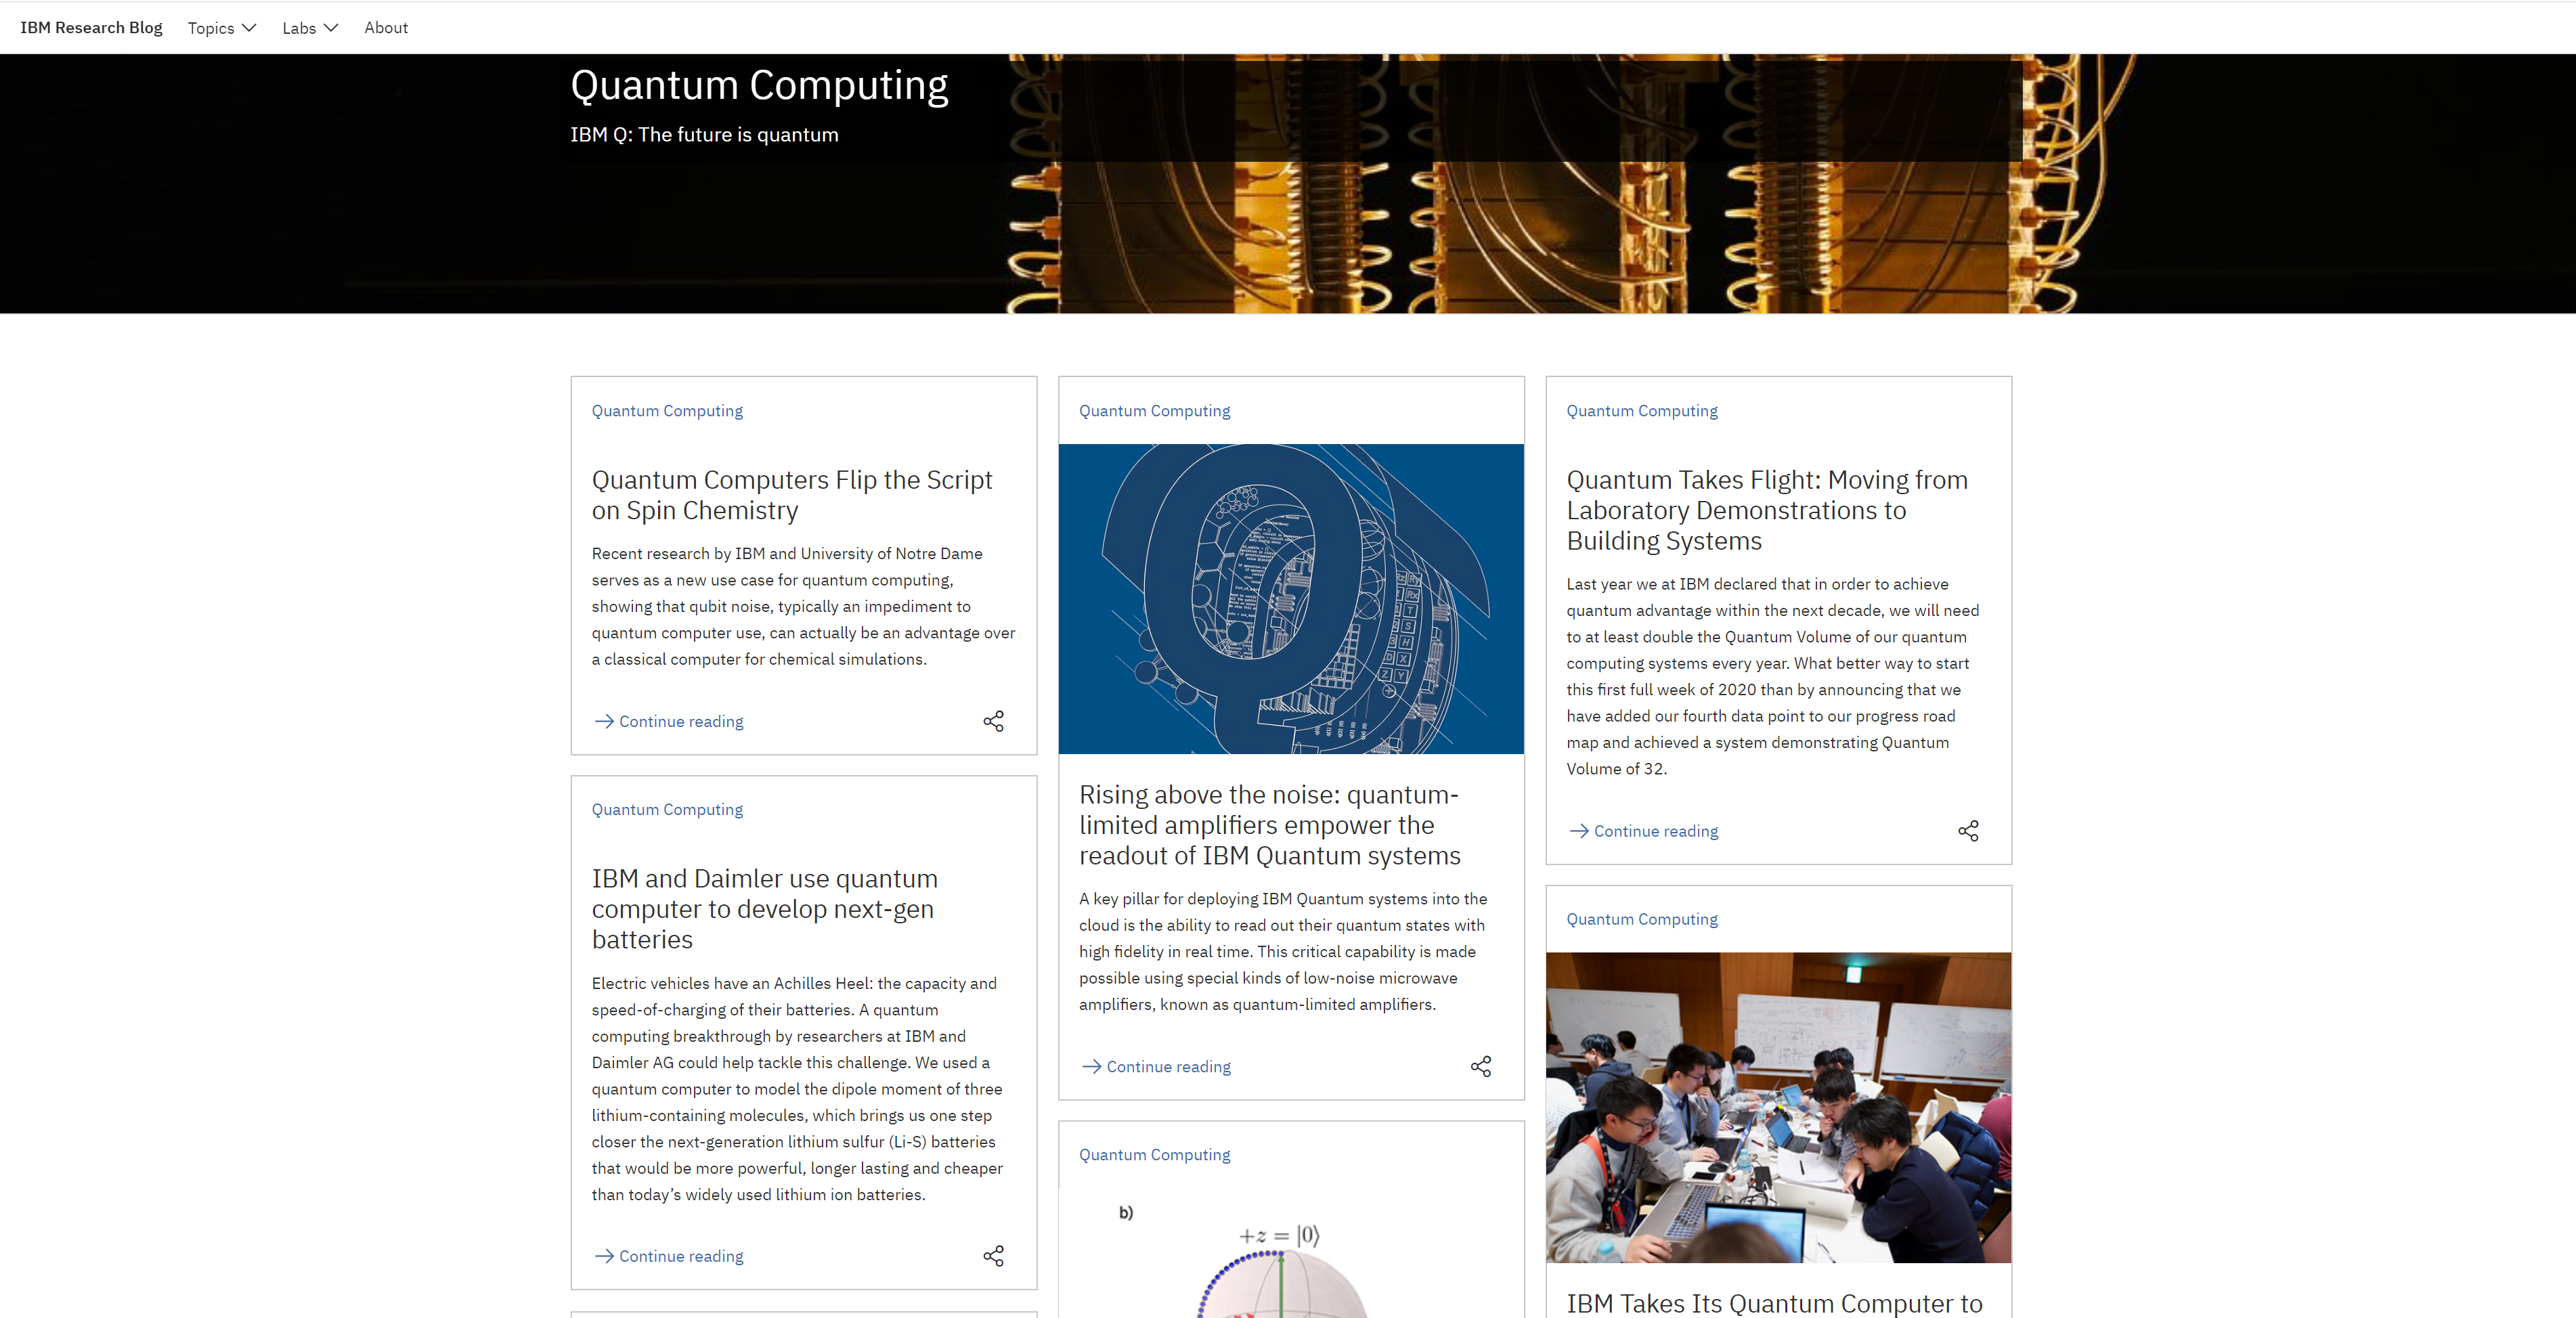 IBM Research Blog Topics Labs About
Quantum Computing
IBM Q: The future is quantum
Quantum Computing
Quantum Computers Flip the Script
on Spin Chemistry
Recent research by IBM and University of Notre Dame
serves as a new use case for quantum computing,
showing that qubit noise, typically an impediment to
quantum computer use, can actually be an advantage over
a classical computer for chemical simulations.
Continue reading
Quantum Computing
IBM and Daimler use quantum
computer to develop next-gen
batteries
Electric vehicles have an Achilles Heel: the capacity and
speed-of-charging of their batteries. A quantum
computing breakthrough by researchers at IBM and
Daimler AG could help tackle this challenge. We used a
quantum computer to model the dipole moment of three
lithium-containing molecules, which brings us one step
closer the next-generation lithium sulfur (Li-S) batteries
that would be more powerful, longer lasting and cheaper
than today’s widely used lithium ion batteries.
Continue reading
Quantum Computing
Q
Rising above the noise: quantum-
limited amplifiers empower the
readout of IBM Quantum systems
A key pillar for deploying IBM Quantum systems into the
cloud is the ability to read out their quantum states with
high fidelity in real time. This critical capability is made
possible using special kinds of low-noise microwave
amplifiers, known as quantum-limited amplifiers.
Continue reading
Quantum Computing
b)
+z = |0⟩
Quantum Computing
Quantum Takes Flight: Moving from
Laboratory Demonstrations to
Building Systems
Last year we at IBM declared that in order to achieve
quantum advantage within the next decade, we will need
to at least double the Quantum Volume of our quantum
computing systems every year. What better way to start
this first full week of 2020 than by announcing that we
have added our fourth data point to our progress road
map and achieved a system demonstrating Quantum
Volume of 32.
Continue reading
Quantum Computing
IBM Takes Its Quantum Computer to